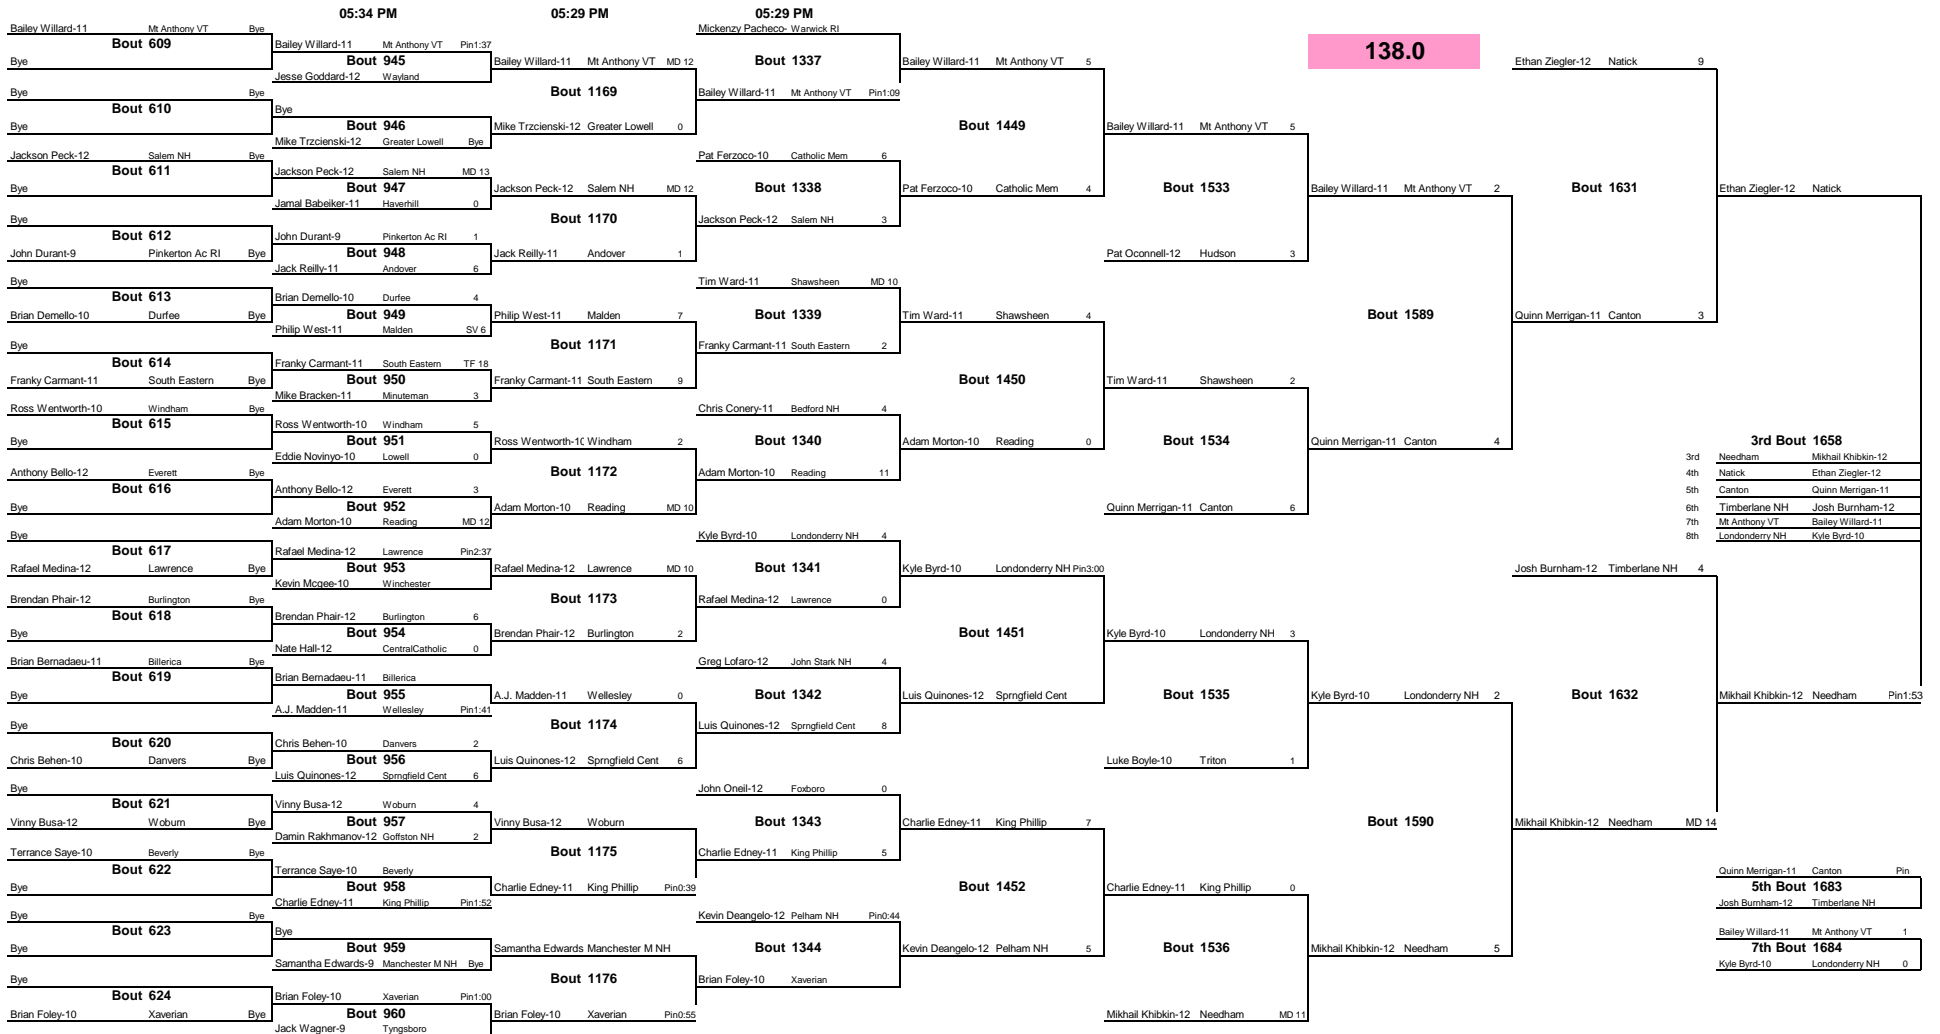 05:34 PM
05:29 PM
05:29 PM
138.0
Bailey Willard-11 Mt Anthony VT Bye
Bout 609
Bye
Bye Bye
Bout 610
Bye
Jackson Peck-12 Salem NH Bye
Bout 611
Bye
Bye
Bout 612
John Durant-9 Pinkerton Ac RI Bye
Bye
Bout 613
Brian Demello-10 Durfee Bye
Bye
Bout 614
Franky Carmant-11 South Eastern Bye
Ross Wentworth-10 Windham Bye
Bout 615
Bye
Anthony Bello-12 Everett Bye
Bout 616
Bye
Bye
Bout 617
Rafael Medina-12 Lawrence Bye
Brendan Phair-12 Burlington Bye
Bout 618
Bye
Brian Bernadaeu-11 Billerica Bye
Bout 619
Bye
Bye
Bout 620
Chris Behen-10 Danvers Bye
Bye
Bout 621
Vinny Busa-12 Woburn Bye
Terrance Saye-10 Beverly Bye
Bout 622
Bye
Bye Bye
Bout 623
Bye
Bye
Bout 624
Brian Foley-10 Xaverian Bye
Bailey Willard-11 Mt Anthony VT Pin1:37
Bout 945
Jesse Goddard-12 Wayland
Bye
Bout 946
Mike Trzcienski-12 Greater Lowell Bye
Jackson Peck-12 Salem NH MD 13
Bout 947
Jamal Babeiker-11 Haverhill 0
John Durant-9 Pinkerton Ac RI 1
Bout 948
Jack Reilly-11 Andover 6
Brian Demello-10 Durfee 4
Bout 949
Philip West-11 Malden SV 6
Franky Carmant-11 South Eastern TF 18
Bout 950
Mike Bracken-11 Minuteman 3
Ross Wentworth-10 Windham 5
Bout 951
Eddie Novinyo-10 Lowell 0
Anthony Bello-12 Everett 3
Bout 952
Adam Morton-10 Reading MD 12
Rafael Medina-12 Lawrence Pin2:37
Bout 953
Kevin Mcgee-10 Winchester
Brendan Phair-12 Burlington 6
Bout 954
Nate Hall-12 CentralCatholic 0
Brian Bernadaeu-11 Billerica
Bout 955
A.J. Madden-11 Wellesley Pin1:41
Chris Behen-10 Danvers 2
Bout 956
Luis Quinones-12 Sprngfield Cent 6
Vinny Busa-12 Woburn 4
Bout 957
Damin Rakhmanov-12 Goffston NH 2
Terrance Saye-10 Beverly
Bout 958
Charlie Edney-11 King Phillip Pin1:52
Bye
Bout 959
Samantha Edwards-9 Manchester M NH Bye
Brian Foley-10 Xaverian Pin1:00
Bout 960
Jack Wagner-9 Tyngsboro
Bailey Willard-11 Mt Anthony VT MD 12
Bout 1169
Mike Trzcienski-12 Greater Lowell 0
Jackson Peck-12 Salem NH MD 12
Bout 1170
Jack Reilly-11 Andover 1
Philip West-11 Malden 7
Bout 1171
Franky Carmant-11 South Eastern 9
Ross Wentworth-10 Windham 2
Bout 1172
Adam Morton-10 Reading MD 10
Rafael Medina-12 Lawrence MD 10
Bout 1173
Brendan Phair-12 Burlington 2
A.J. Madden-11 Wellesley 0
Bout 1174
Luis Quinones-12 Sprngfield Cent 6
Vinny Busa-12 Woburn
Bout 1175
Charlie Edney-11 King Phillip Pin0:39
Samantha Edwards Manchester M NH
Bout 1176
Brian Foley-10 Xaverian Pin0:55
Mickenzy Pacheco- Warwick RI
Bout 1337
Bailey Willard-11 Mt Anthony VT Pin1:09
Pat Ferzoco-10 Catholic Mem 6
Bout 1338
Jackson Peck-12 Salem NH 3
Tim Ward-11 Shawsheen MD 10
Bout 1339
Franky Carmant-11 South Eastern 2
Chris Conery-11 Bedford NH 4
Bout 1340
Adam Morton-10 Reading 11
Kyle Byrd-10 Londonderry NH 4
Bout 1341
Rafael Medina-12 Lawrence 0
Greg Lofaro-12 John Stark NH 4
Bout 1342
Luis Quinones-12 Sprngfield Cent 8
John Oneil-12 Foxboro 0
Bout 1343
Charlie Edney-11 King Phillip 5
Kevin Deangelo-12 Pelham NH Pin0:44
Bout 1344
Brian Foley-10 Xaverian
Bailey Willard-11 Mt Anthony VT 5
Bout 1449
Pat Ferzoco-10 Catholic Mem 4
Tim Ward-11 Shawsheen 4
Bout 1450
Adam Morton-10 Reading 0
Kyle Byrd-10 Londonderry NH Pin3:00
Bout 1451
Luis Quinones-12 Sprngfield Cent
Charlie Edney-11 King Phillip 7
Bout 1452
Kevin Deangelo-12 Pelham NH 5
Bailey Willard-11 Mt Anthony VT 5
Bout 1533
Pat Oconnell-12 Hudson 3
Tim Ward-11 Shawsheen 2
Bout 1534
Quinn Merrigan-11 Canton 6
Kyle Byrd-10 Londonderry NH 3
Bout 1535
Luke Boyle-10 Triton 1
Charlie Edney-11 King Phillip 0
Bout 1536
Mikhail Khibkin-12 Needham MD 11
Bailey Willard-11 Mt Anthony VT 2
Bout 1589
Quinn Merrigan-11 Canton 4
Kyle Byrd-10 Londonderry NH 2
Bout 1590
Mikhail Khibkin-12 Needham 5
Ethan Ziegler-12 Natick 9
Bout 1631
Quinn Merrigan-11 Canton 3
Josh Burnham-12 Timberlane NH 4
Bout 1632
Mikhail Khibkin-12 Needham MD 14
Ethan Ziegler-12 Natick
3rd Bout 1658
3rd Needham Mikhail Khibkin-12
4th Natick Ethan Ziegler-12
5th Canton Quinn Merrigan-11
6th Timberlane NH Josh Burnham-12
7th Mt Anthony VT Bailey Willard-11
8th Londonderry NH Kyle Byrd-10
Mikhail Khibkin-12 Needham Pin1:53
Quinn Merrigan-11 Canton Pin
5th Bout 1683
Josh Burnham-12 Timberlane NH
Bailey Willard-11 Mt Anthony VT 1
7th Bout 1684
Kyle Byrd-10 Londonderry NH 0